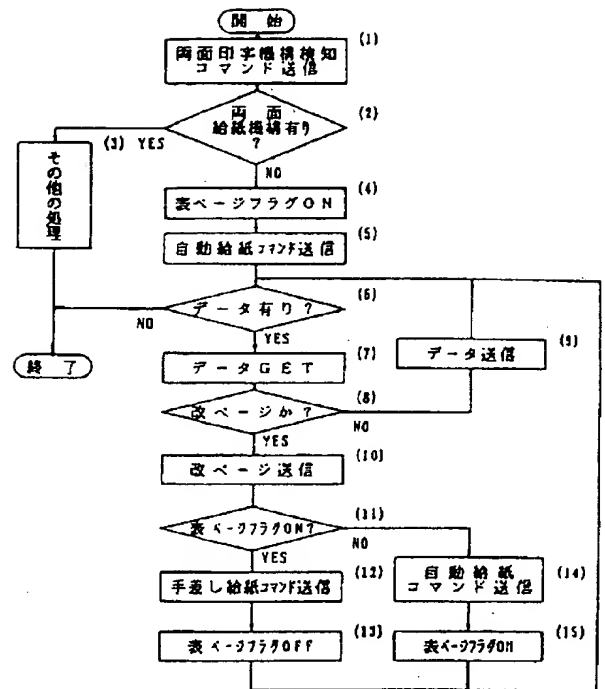 開始
(1)
両面印字機構検知
コマンド送信
(2)
両面
給紙機構有り
?
(3) YES
NO
その他の処理
(4)
表ページフラグON
(5)
自動給紙コマンド送信
(6)
データ有り?
NO
YES
終了
(7)
データGET
(9)
データ送信
(8)
改ページか?
NO
YES
(10)
改ページ送信
(11)
表ページフラグON?
NO
YES
(12)
手差し給紙コマンド送信
(14)
自動給紙
コマンド送信
(13)
表ページフラグOFF
(15)
表ページフラグON